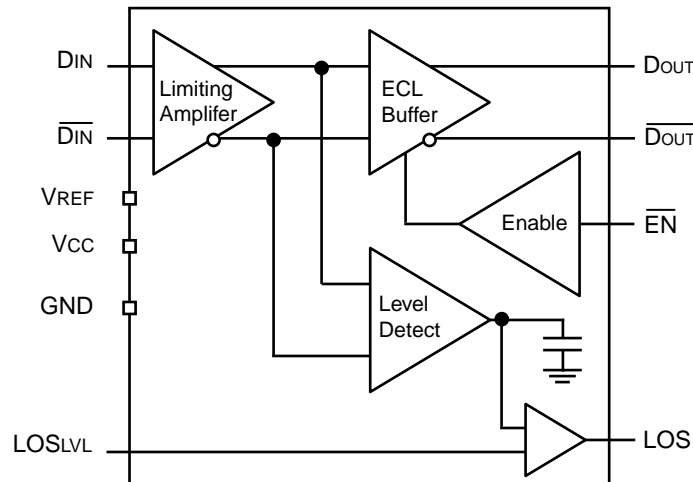 DIN
Limiting
Amplifer
ECL
Buffer
DOUT
DIN
DOUT
VREF
Enable
EN
VCC
GND
Level
Detect
LOSLVL
LOS